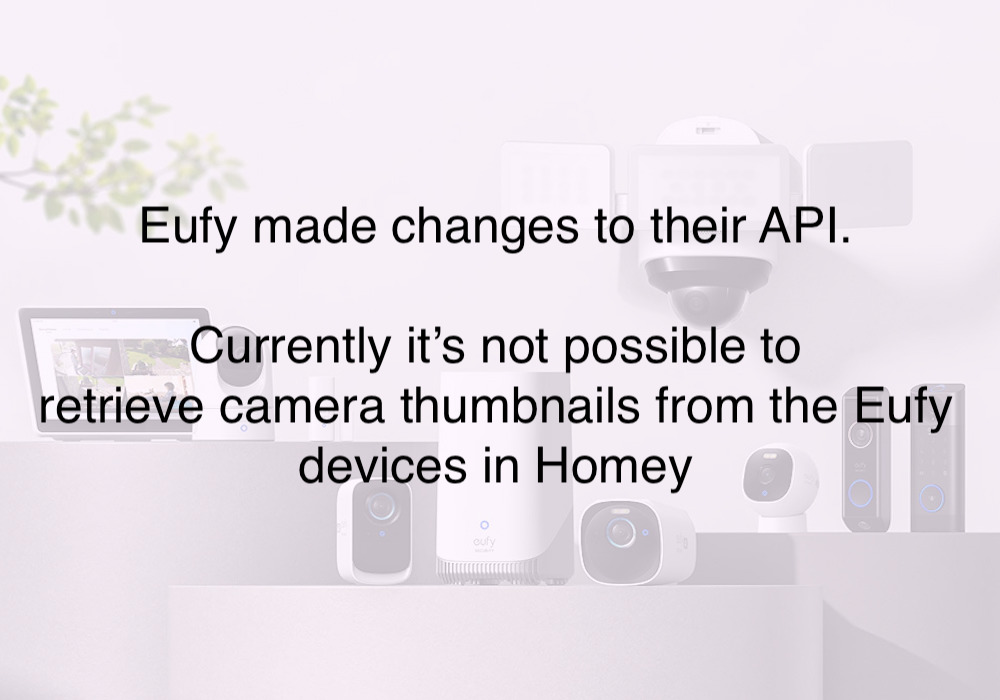 Eufy made changes to their API.
Currently it’s not possible to
retrieve camera thumbnails from the Eufy
devices in Homey
eufy